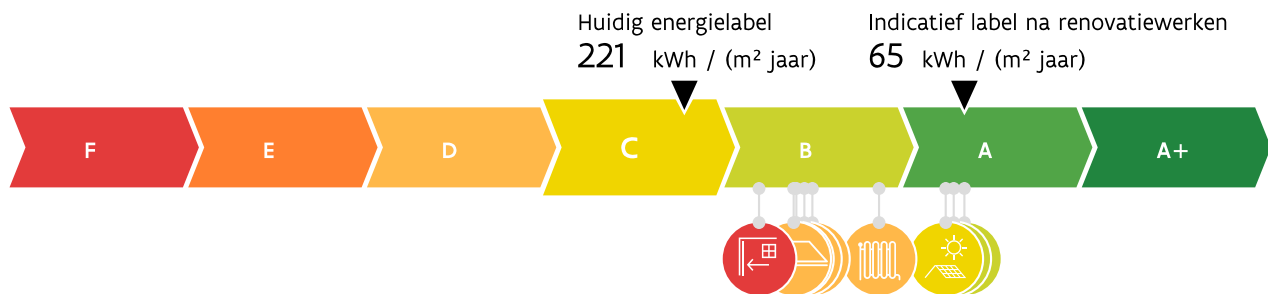 Huidig energielabel
221 kWh / (m² jaar)
Indicatief label na renovatiewerken
65 kWh / (m² jaar)
F
E
D
C
B
A
A+